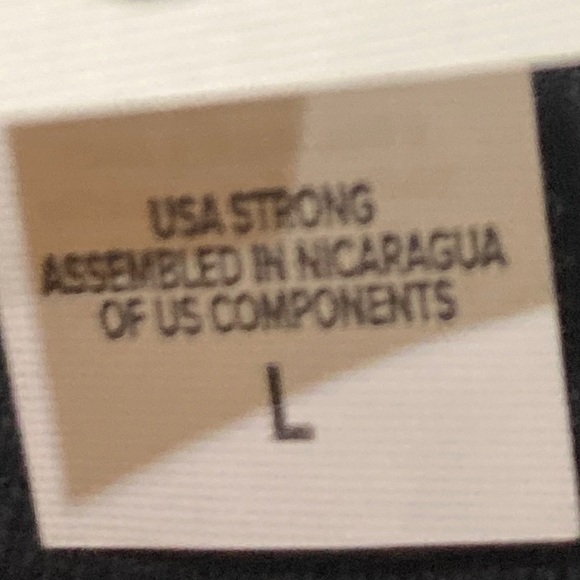 USA STRONG
ASSEMBLED IN NICARAGUA
OF US COMPONENTS
L